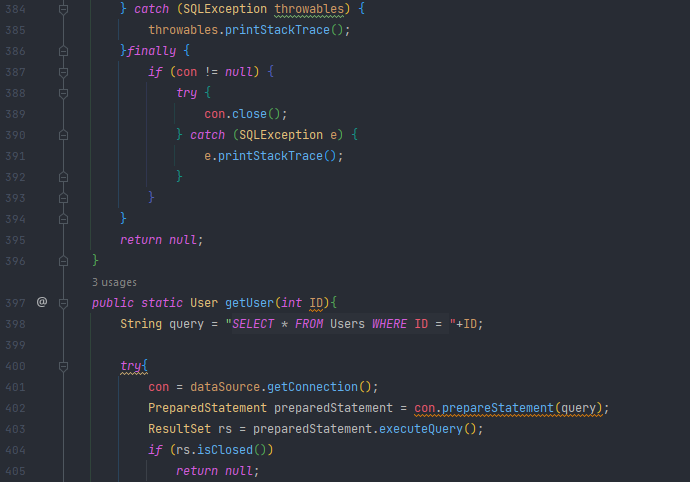 384 } catch (SQLException throwables) {
385 throwables.printStackTrace();
386 }finally {
387 if (con != null) {
388 try {
389 con.close();
390 } catch (SQLException e) {
391 e.printStackTrace();
392 }
393 }
394 }
395 return null;
396 }
3 usages
397 @ public static User getUser(int ID){
398 String query = "SELECT * FROM Users WHERE ID = "+ID;
399
400 try{
401 con = dataSource.getConnection();
402 PreparedStatement preparedStatement = con.prepareStatement(query);
403 ResultSet rs = preparedStatement.executeQuery();
404 if (rs.isClosed())
405 return null;